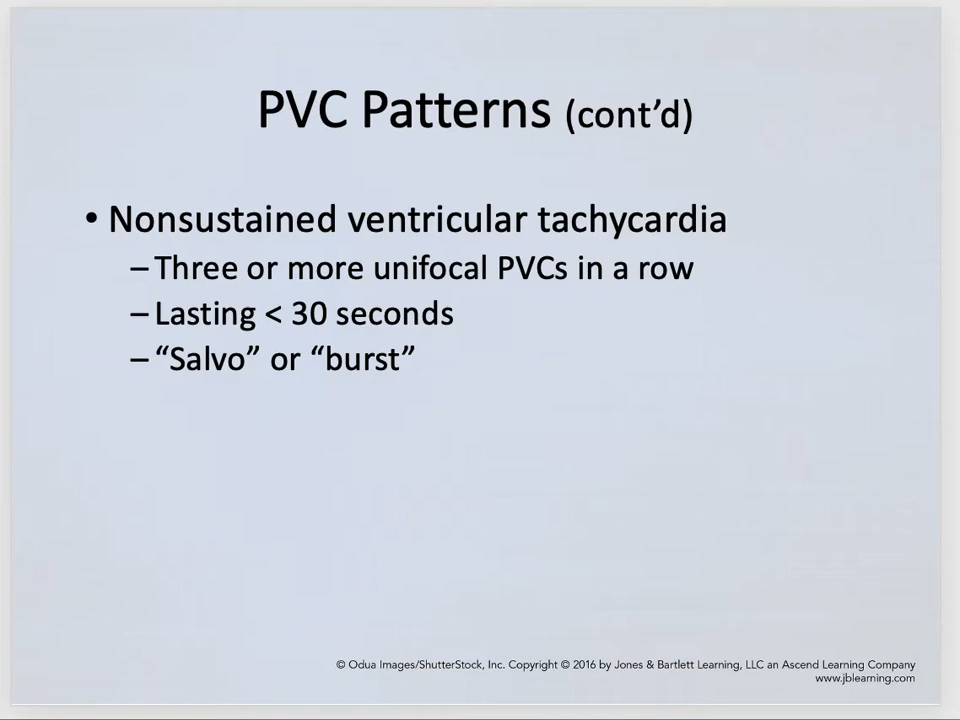 PVC Patterns (cont’d)
• Nonsustained ventricular tachycardia
– Three or more unifocal PVCs in a row
– Lasting < 30 seconds
– “Salvo” or “burst”
© Odua Images/ShutterStock, Inc. Copyright © 2016 by Jones & Bartlett Learning, LLC an Ascend Learning Company
www.jblearning.com